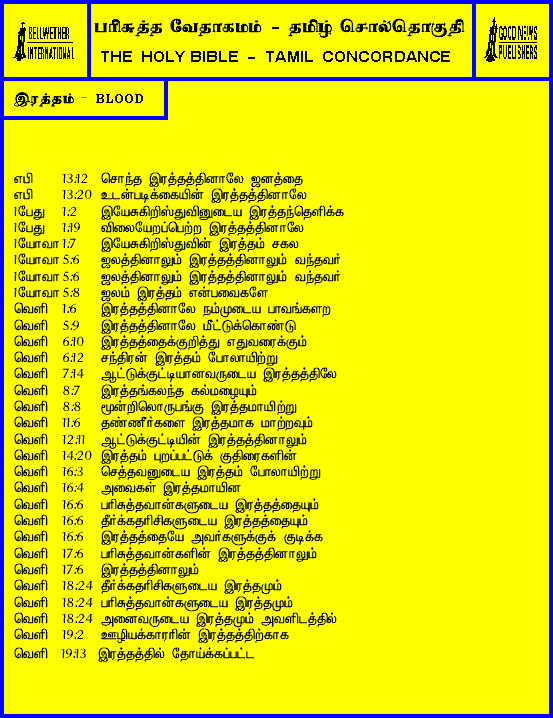 BELLWETHER
INTERNATIONAL
பரிசுத்த வேதாகமம் - தமிழ் சொல்தொகுதி
THE HOLY BIBLE - TAMIL CONCORDANCE
GOOD NEWS
PUBLISHERS
இரத்தம் - BLOOD
எபி 13:12 சொந்த இரத்தத்தினாலே ஜனத்தை
எபி 13:20 உடன்படிக்கையின் இரத்தத்தினாலே
1பேது 1:2 இயேசுகிறிஸ்துவினுடைய இரத்தந்தெளிக்க
1பேது 1:19 விலையேறப்பெற்ற இரத்தத்தினாலே
1யோவா 1:7 இயேசுகிறிஸ்துவின் இரத்தம் சகல
1யோவா 5:6 ஜலத்தினாலும் இரத்தத்தினாலும் வந்தவர்
1யோவா 5:6 ஜலத்தினாலும் இரத்தத்தினாலும் வந்தவர்
1யோவா 5:8 ஜலம் இரத்தம் என்பவைகளே
வெளி 1:6 இரத்தத்தினாலே நம்முடைய பாவங்களற
வெளி 5:9 இரத்தத்தினாலே மீட்டுக்கொண்டு
வெளி 6:10 இரத்தத்தைக்குறித்து எதுவரைக்கும்
வெளி 6:12 சந்திரன் இரத்தம் போலாயிற்று
வெளி 7:14 ஆட்டுக்குட்டியானவருடைய இரத்தத்திலே
வெளி 8:7 இரத்தங்கலந்த கல்மழையும்
வெளி 8:8 மூன்றிலொருபங்கு இரத்தமாயிற்று
வெளி 11:6 தண்ணீர்களை இரத்தமாக மாற்றவும்
வெளி 12:11 ஆட்டுக்குட்டியின் இரத்தத்தினாலும்
வெளி 14:20 இரத்தம் புறப்பட்டுக் குதிரைகளின்
வெளி 16:3 செத்தவனுடைய இரத்தம் போலாயிற்று
வெளி 16:4 அவைகள் இரத்தமாயின
வெளி 16:6 பரிசுத்தவான்களுடைய இரத்தத்தையும்
வெளி 16:6 தீர்க்கதரிசிகளுடைய இரத்தத்தையும்
வெளி 16:6 இரத்தத்தையே அவர்களுக்குக் குடிக்க
வெளி 17:6 பரிசுத்தவான்களின் இரத்தத்தினாலும்
வெளி 17:6 இரத்தத்தினாலும்
வெளி 18:24 தீர்க்கதரிசிகளுடைய இரத்தமும்
வெளி 18:24 பரிசுத்தவான்களுடைய இரத்தமும்
வெளி 18:24 அனைவருடைய இரத்தமும் அவளிடத்தில்
வெளி 19:2 ஊழியக்காரரின் இரத்தத்திற்காக
வெளி 19:13 இரத்தத்தில் தோய்க்கப்பட்ட